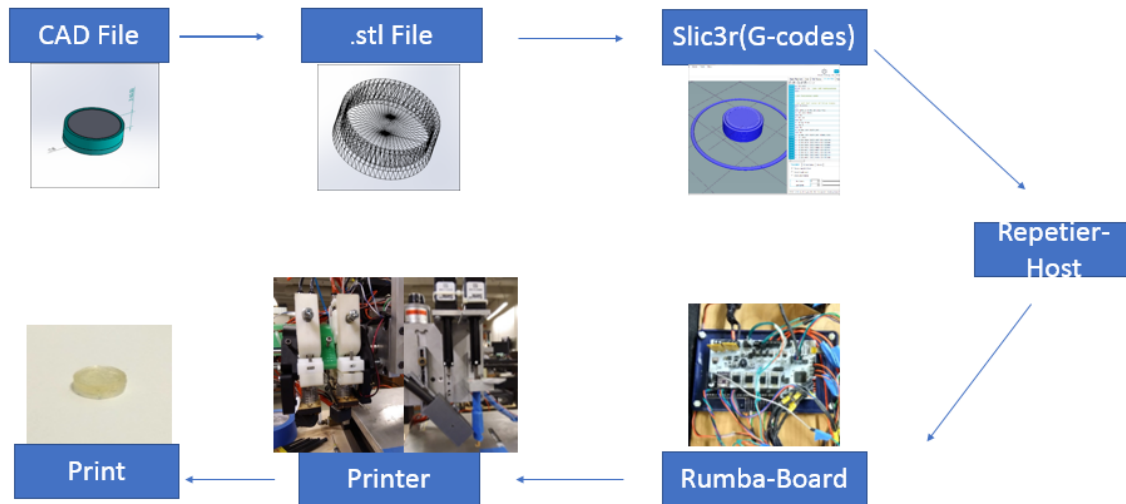 CAD File
.stl File
Slic3r(G-codes)
Repetier-
Host
Rumba-Board
Printer
Print